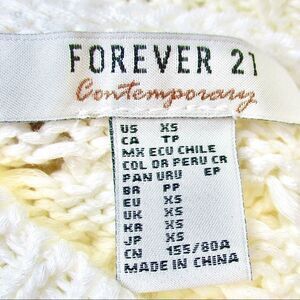 FOREVER 21
Contemporary
US XS
CA TP
MX ECU CHILE
COL OR PERU CR
PAN URU EP
BR PP
EU XS
UK XS
KR XS
JP XS
CN 155/80A
MADE IN CHINA